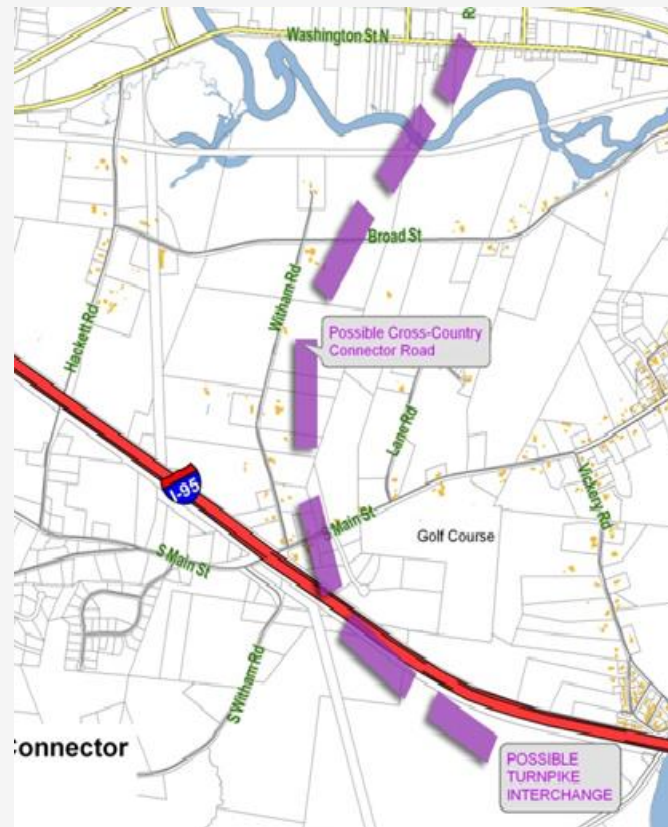 Washington St N
Broad St
Witham Rd
Hackett Rd
Possible Cross-Country
Connector Road
Lane Rd
I-95
S Main St
Golf Course
Vickery Rd
S Main St
S Witham Rd
onnector
POSSIBLE
TURNPIKE
INTERCHANGE